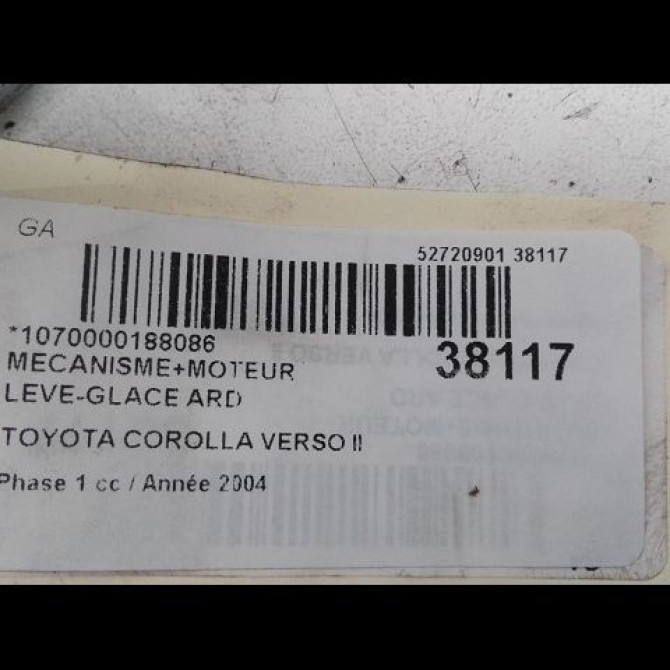 GA
52720901 38117
*1070000188086
38117
MECANISME+MOTEUR
LEVE-GLACE ARD
TOYOTA COROLLA VERSO II
Phase 1 cc / Année 2004